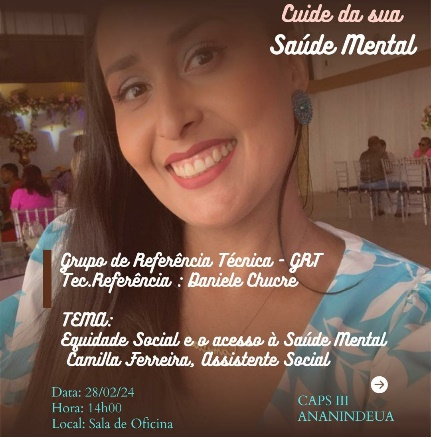 Cuide da sua
Saúde Mental
Grupo de Referência Técnica - GRT
Tec.Referência : Daniele Chucre
TEMA:
Equidade Social e o acesso à Saúde Mental
Camilla Ferreira, Assistente Social
Data: 28/02/24
Hora: 14h00
Local: Sala de Oficina
CAPS III
ANANINDEUA